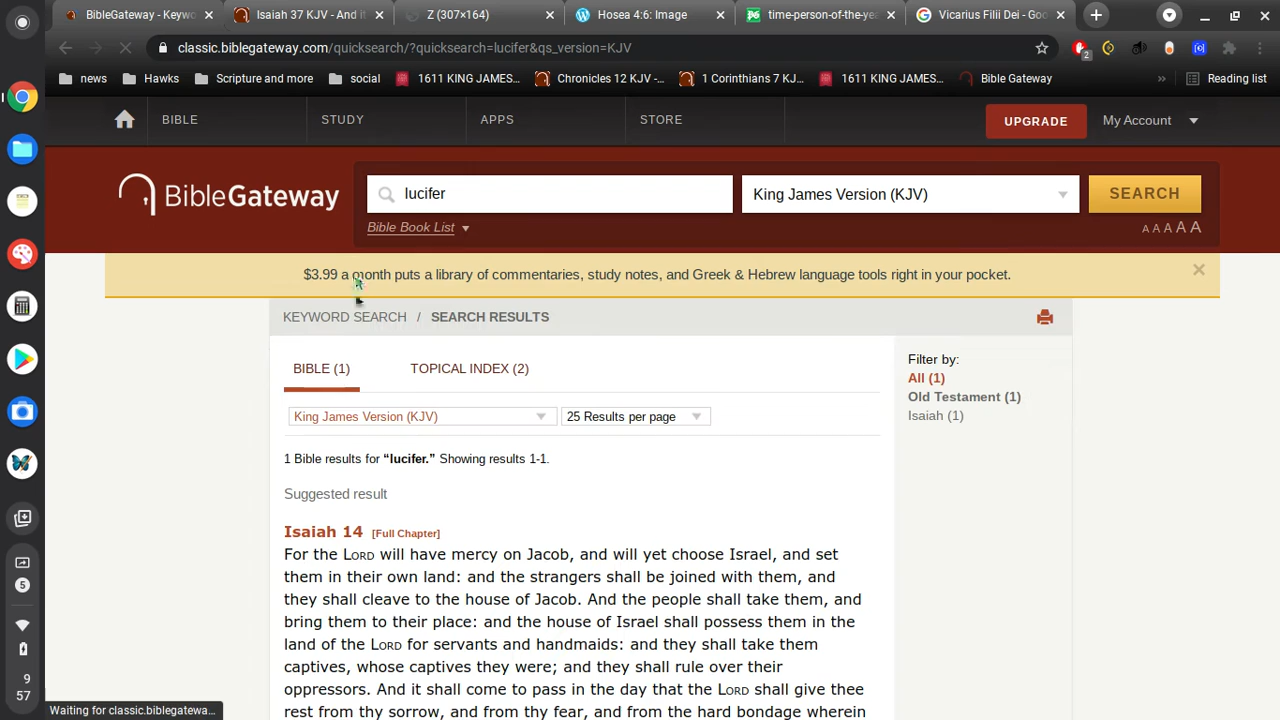 BibleGateway - Keywo
Isaiah 37 KJV - And it
Z (307×164)
Hosea 4:6: Image
time-person-of-the-yea
Vicarius Filii Dei - Goo
classic.biblegateway.com/quicksearch/?quicksearch=lucifer&qs_version=KJV
2
news
Hawks
Scripture and more
social
1611 KING JAMES...
Chronicles 12 KJV -...
1 Corinthians 7 KJ...
1611 KING JAMES...
Bible Gateway
»
Reading list
BIBLE
STUDY
APPS
STORE
UPGRADE
My Account
BibleGateway
lucifer
King James Version (KJV)
SEARCH
Bible Book List
A A A A A
$3.99 a month puts a library of commentaries, study notes, and Greek & Hebrew language tools right in your pocket.
KEYWORD SEARCH / SEARCH RESULTS
BIBLE (1)
TOPICAL INDEX (2)
King James Version (KJV)
25 Results per page
1 Bible results for “lucifer.” Showing results 1-1.
Suggested result
Isaiah 14 [Full Chapter]
For the LORD will have mercy on Jacob, and will yet choose Israel, and set
them in their own land: and the strangers shall be joined with them, and
they shall cleave to the house of Jacob. And the people shall take them, and
bring them to their place: and the house of Israel shall possess them in the
land of the LORD for servants and handmaids: and they shall take them
captives, whose captives they were; and they shall rule over their
oppressors. And it shall come to pass in the day that the LORD shall give thee
rest from thy sorrow, and from thy fear, and from the hard bondage wherein
Filter by:
All (1)
Old Testament (1)
Isaiah (1)
5
9
57
Waiting for classic.biblegatewa...